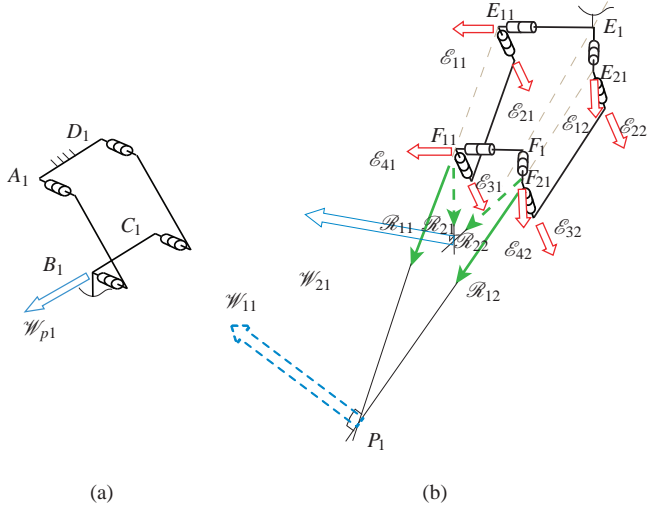 E₁₁
E₁
ℰ₁₁
E₂₁
ℰ₂₁
ℰ₁₂
ℰ₂₂
D₁
A₁
F₁₁
F₁
ℰ₄₁
ℰ₃₁
F₂₁
C₁
ℛ₁₁
ℛ₂₁
ℛ₂₂
ℰ₄₂
ℰ₃₂
B₁
𝒲₂₁
ℛ₁₂
𝒲ₚ₁
𝒲₁₁
P₁
(a)
(b)